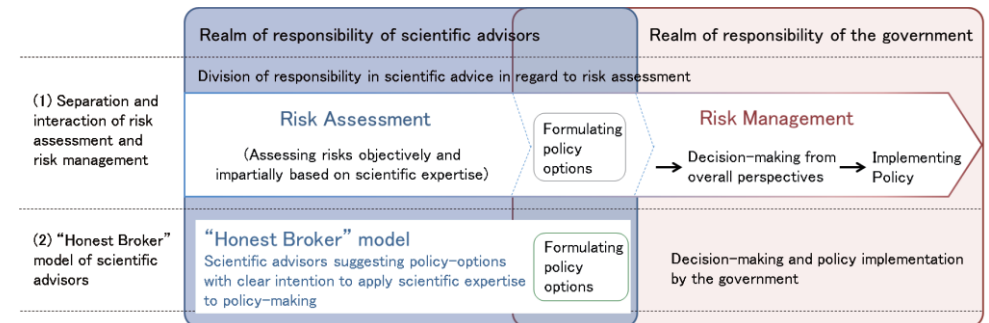 Realm of responsibility of scientific advisors
Realm of responsibility of the government
Division of responsibility in scientific advice in regard to risk assessment
(1) Separation and
interaction of risk
assessment and
risk management
Risk Assessment
(Assessing risks objectively and
impartially based on scientific expertise)
Formulating
policy
options
Risk Management
Decision-making from
overall perspectives
Implementing
Policy
(2) “Honest Broker”
model of scientific
advisors
“Honest Broker” model
Scientific advisors suggesting policy-options
with clear intention to apply scientific expertise
to policy-making
Formulating
policy
options
Decision-making and policy implementation
by the government